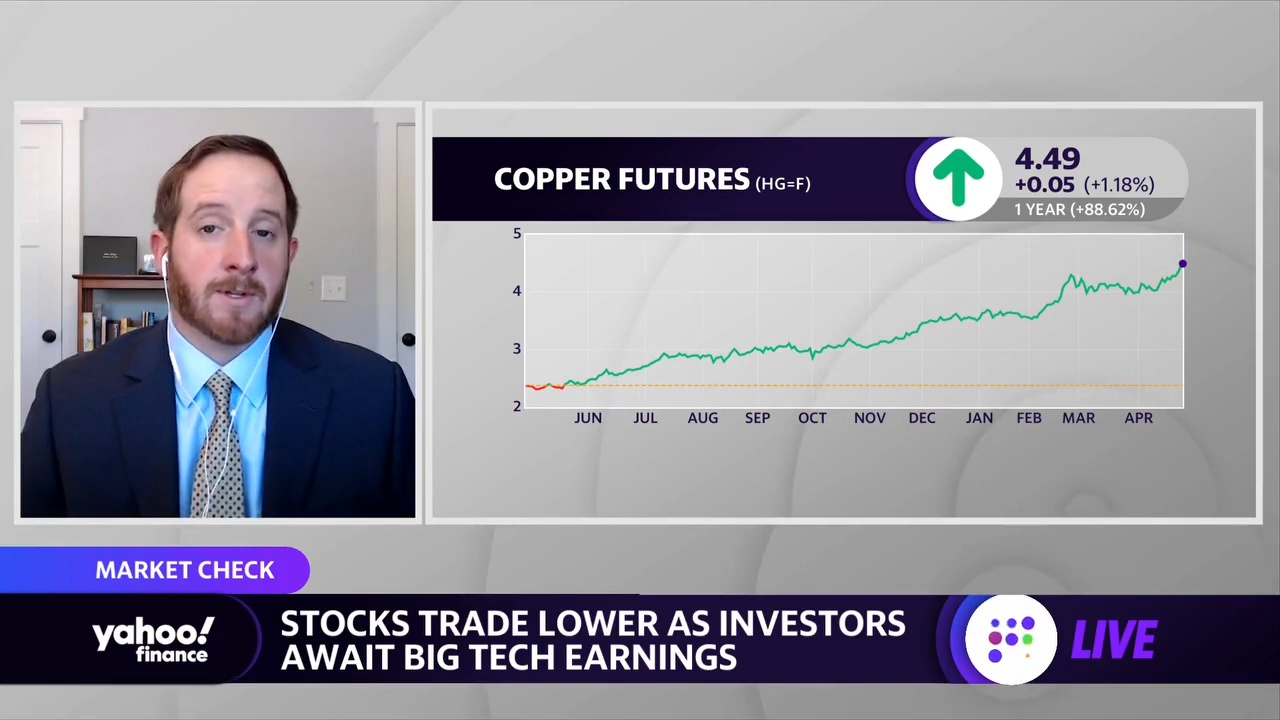 COPPER FUTURES (HG=F)
4.49
+0.05 (+1.18%)
1 YEAR (+88.62%)
5
4
3
2
JUN JUL AUG SEP OCT NOV DEC JAN FEB MAR APR
MARKET CHECK
yahoo!
finance
STOCKS TRADE LOWER AS INVESTORS
AWAIT BIG TECH EARNINGS
LIVE